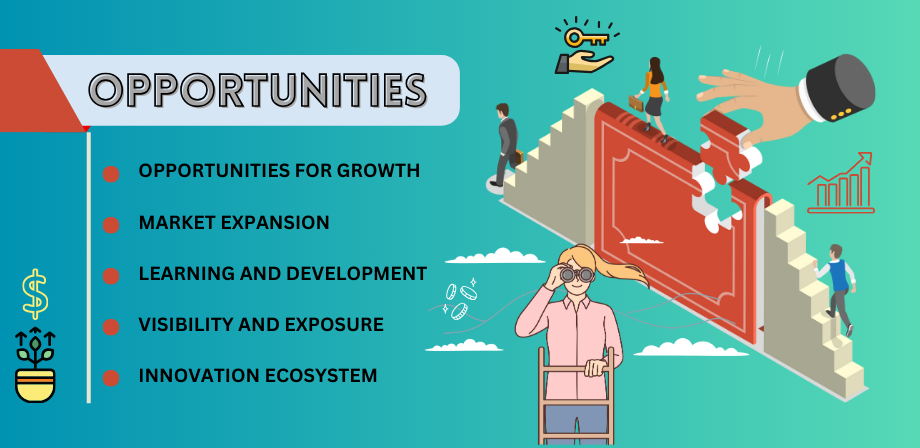 OPPORTUNITIES
OPPORTUNITIES FOR GROWTH
MARKET EXPANSION
LEARNING AND DEVELOPMENT
VISIBILITY AND EXPOSURE
INNOVATION ECOSYSTEM